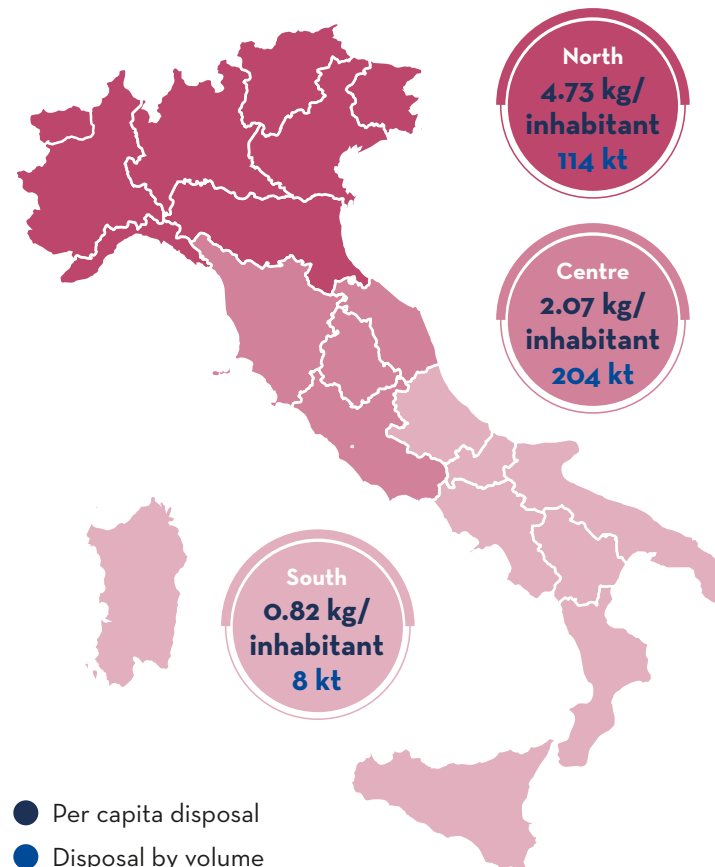 North
4.73 kg/
inhabitant
114 kt
Centre
2.07 kg/
inhabitant
204 kt
South
0.82 kg/
inhabitant
8 kt
Per capita disposal
Disposal by volume